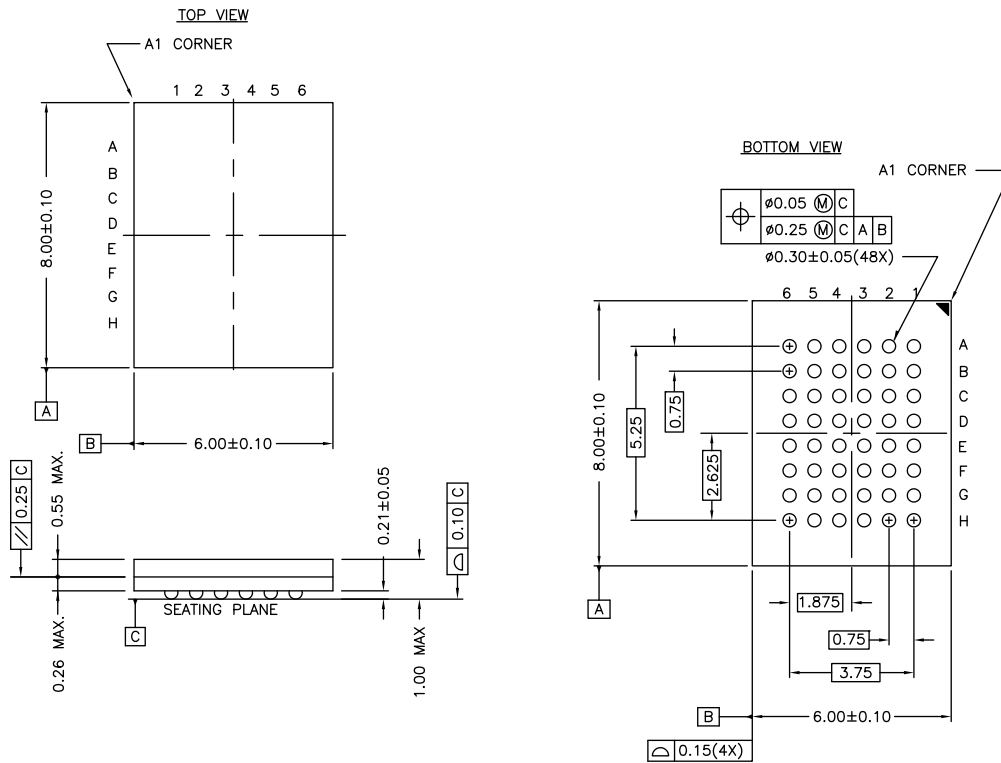 TOP VIEW
A1 CORNER
1 2 3 4 5 6
A
B
C
D
E
F
G
H
8.00±0.10
A
B
6.00±0.10
// 0.25 C
0.55 MAX.
0.21±0.05
⌓ 0.10 C
SEATING PLANE
C
0.26 MAX.
1.00 MAX
BOTTOM VIEW
A1 CORNER
⌖ ø0.05 Ⓜ C
ø0.25 Ⓜ C A B
ø0.30±0.05(48X)
6 5 4 3 2 1
A
B
C
D
E
F
G
H
8.00±0.10
5.25
0.75
2.625
A
1.875
0.75
3.75
B
6.00±0.10
⌓ 0.15(4X)